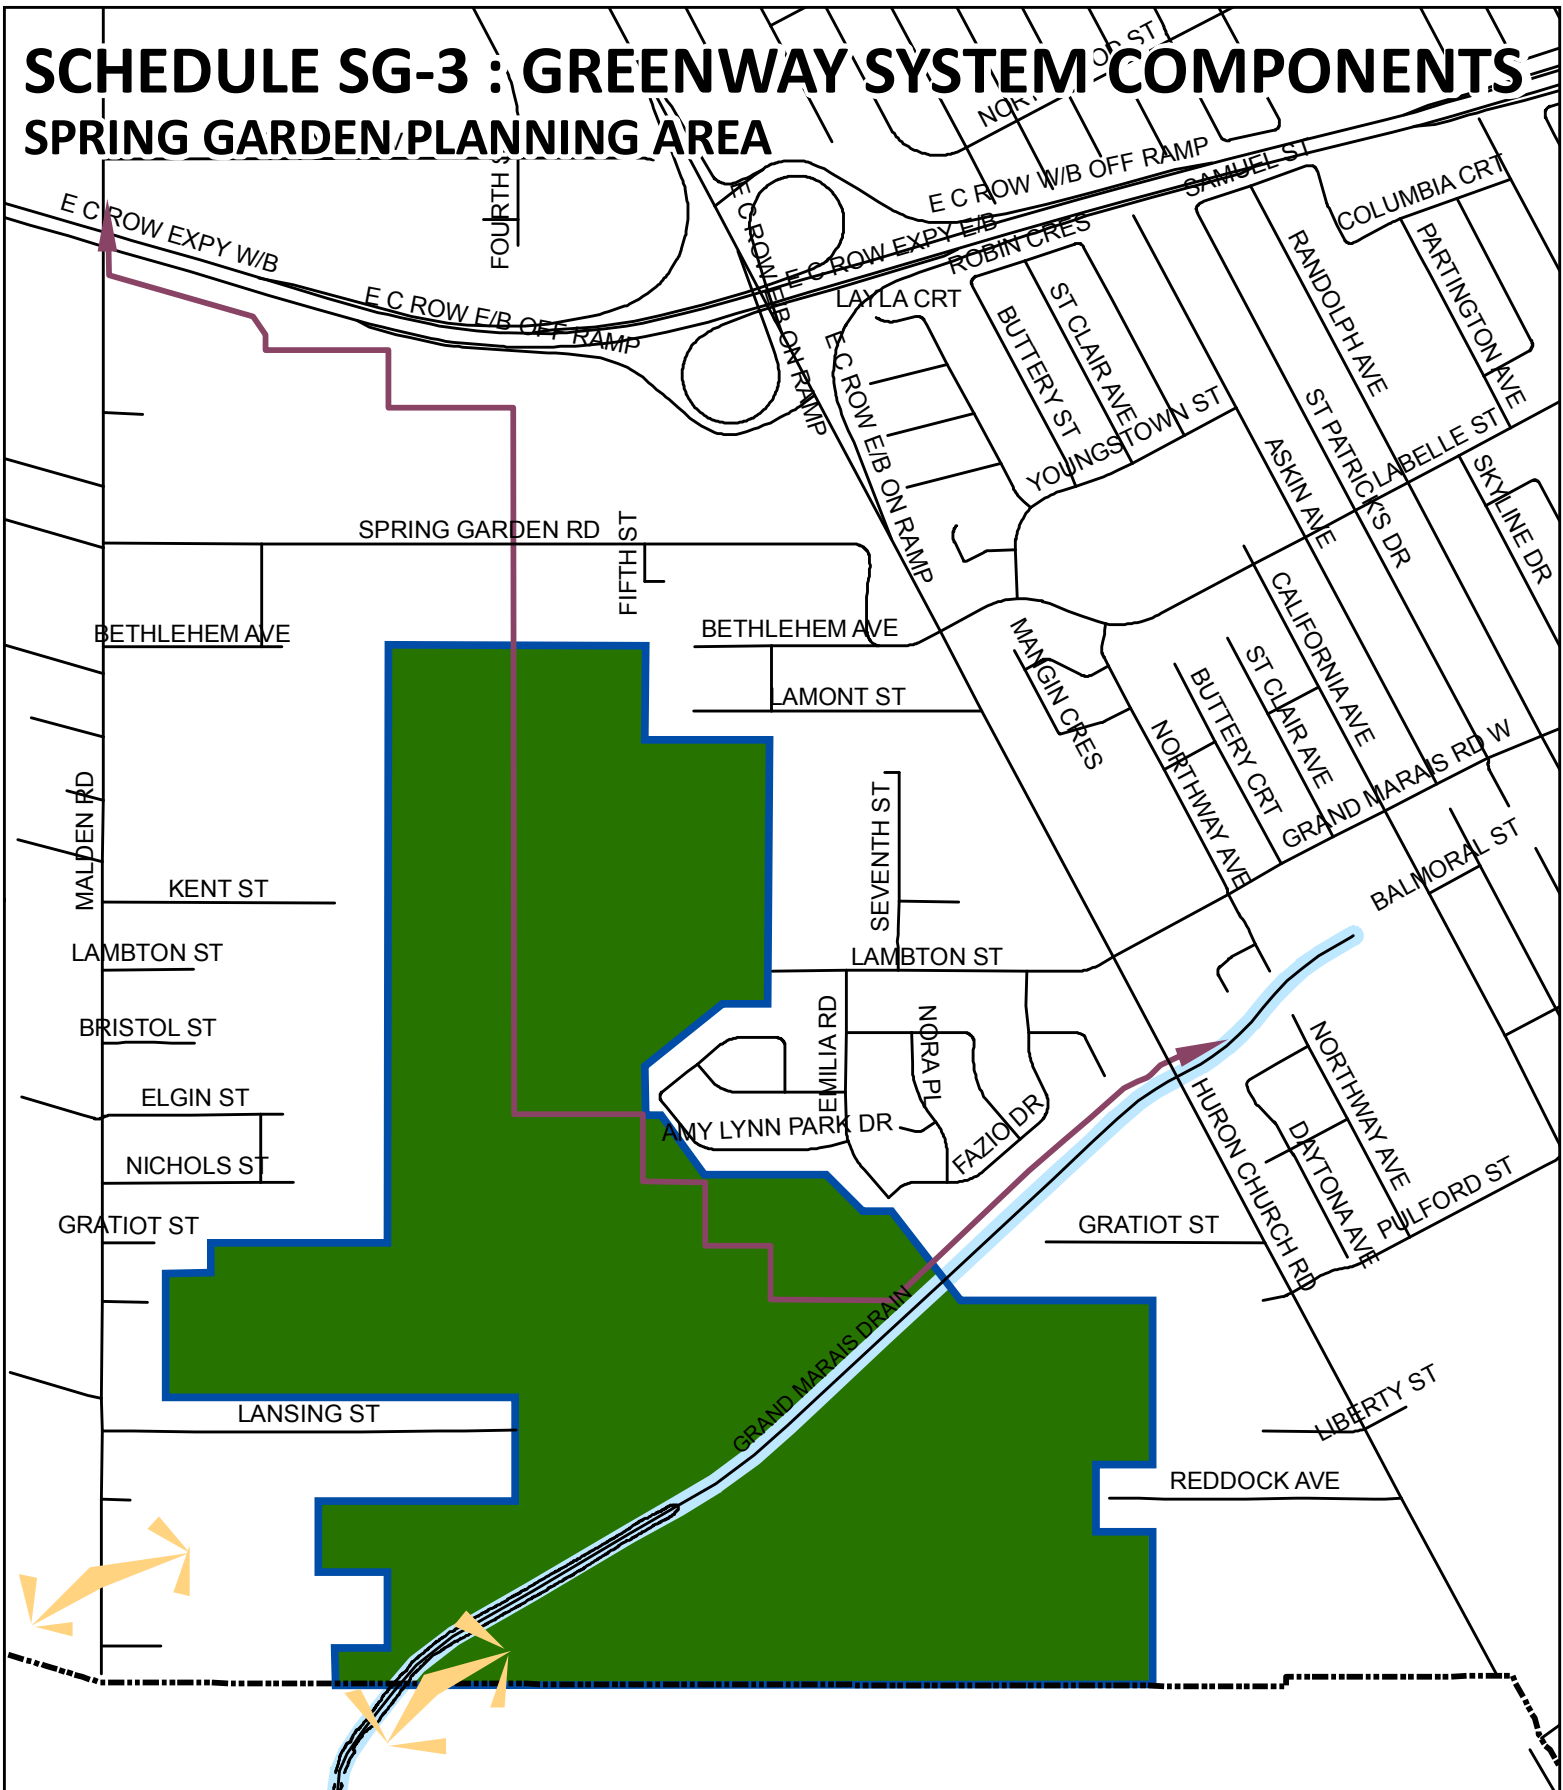 SCHEDULE SG-3 : GREENWAY SYSTEM COMPONENTS
SPRING GARDEN PLANNING AREA
E C ROW W/B OFF RAMP
SAMUEL ST
COLUMBIA CRT
E C ROW EXPY W/B
E C ROW EXPY E/B
ROBIN CRES
E C ROW E/B OFF RAMP
E C ROW E/B ON RAMP
E C ROW E/B ON RAMP
LAYLA CRT
BUTTERY ST
ST CLAIR AVE
RANDOLPH AVE
PARTINGTON AVE
YOUNGSTOWN ST
LABELLE ST
ASKIN AVE
ST PATRICK'S DR
SKYLINE DR
SPRING GARDEN RD
FIFTH ST
BETHLEHEM AVE
BETHLEHEM AVE
LAMONT ST
MANGIN CRES
CALIFORNIA AVE
ST CLAIR AVE
BUTTERY CRT
NORTHWAY AVE
GRAND MARAIS RD W
BALMORAL ST
MALDEN RD
SEVENTH ST
KENT ST
LAMBTON ST
LAMBTON ST
BRISTOL ST
EMILIA RD
NORA PL
ELGIN ST
AMY LYNN PARK DR
FAZIO DR
NORTHWAY AVE
DAYTONA AVE
HURON CHURCH RD
PULFORD ST
NICHOLS ST
GRATIOT ST
GRATIOT ST
GRAND MARAIS DRAIN
LANSING ST
LIBERTY ST
REDDOCK AVE